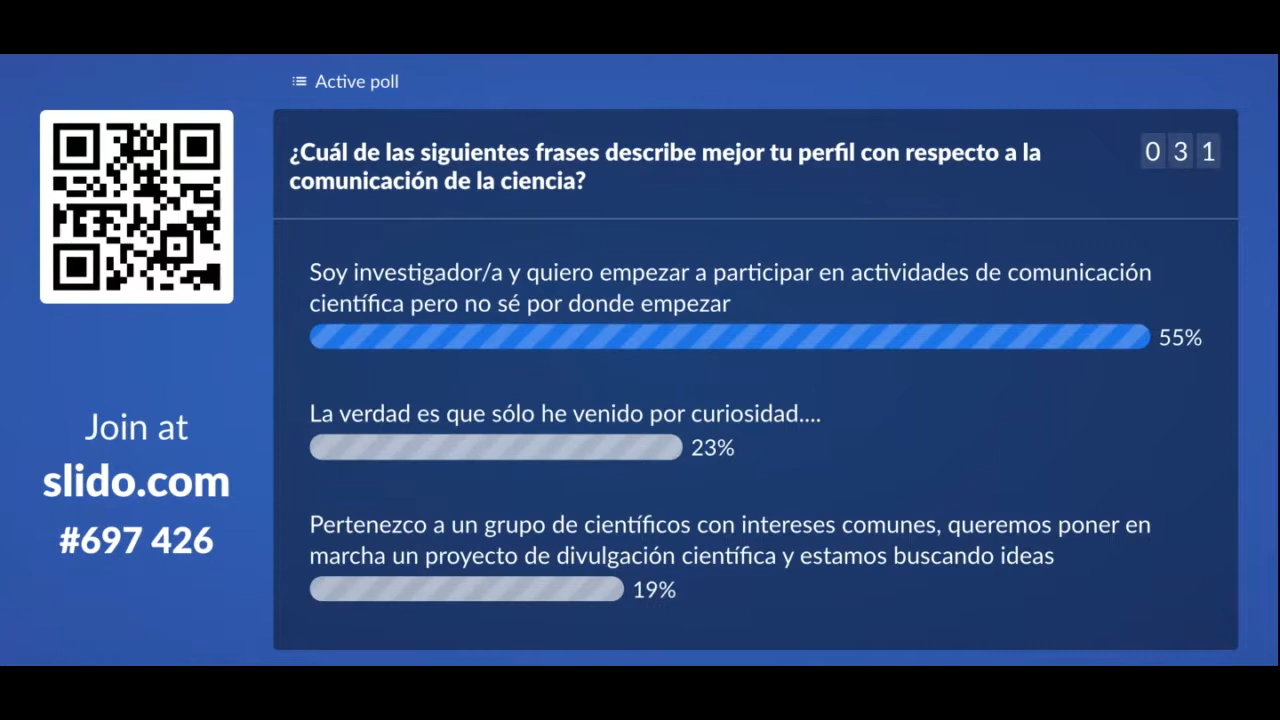 Active poll
¿Cuál de las siguientes frases describe mejor tu perfil con respecto a la
comunicación de la ciencia?
0 3 1
Soy investigador/a y quiero empezar a participar en actividades de comunicación
científica pero no sé por donde empezar
55%
La verdad es que sólo he venido por curiosidad....
23%
Pertenezco a un grupo de científicos con intereses comunes, queremos poner en
marcha un proyecto de divulgación científica y estamos buscando ideas
19%
Join at
slido.com
#697 426